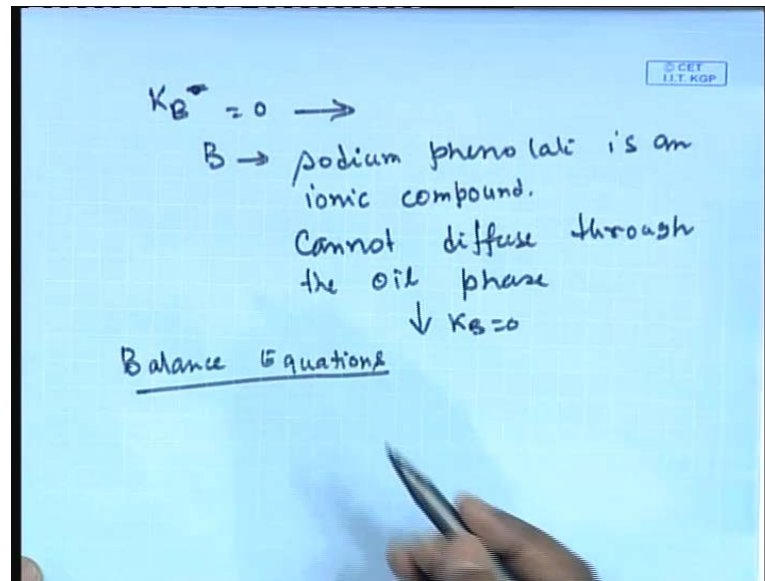 © CET
I.I.T. KGP
K_B = 0 →
B → sodium phenolate is an
ionic compound.
Cannot diffuse through
the oil phase
↓ K_B = 0
Balance Equations